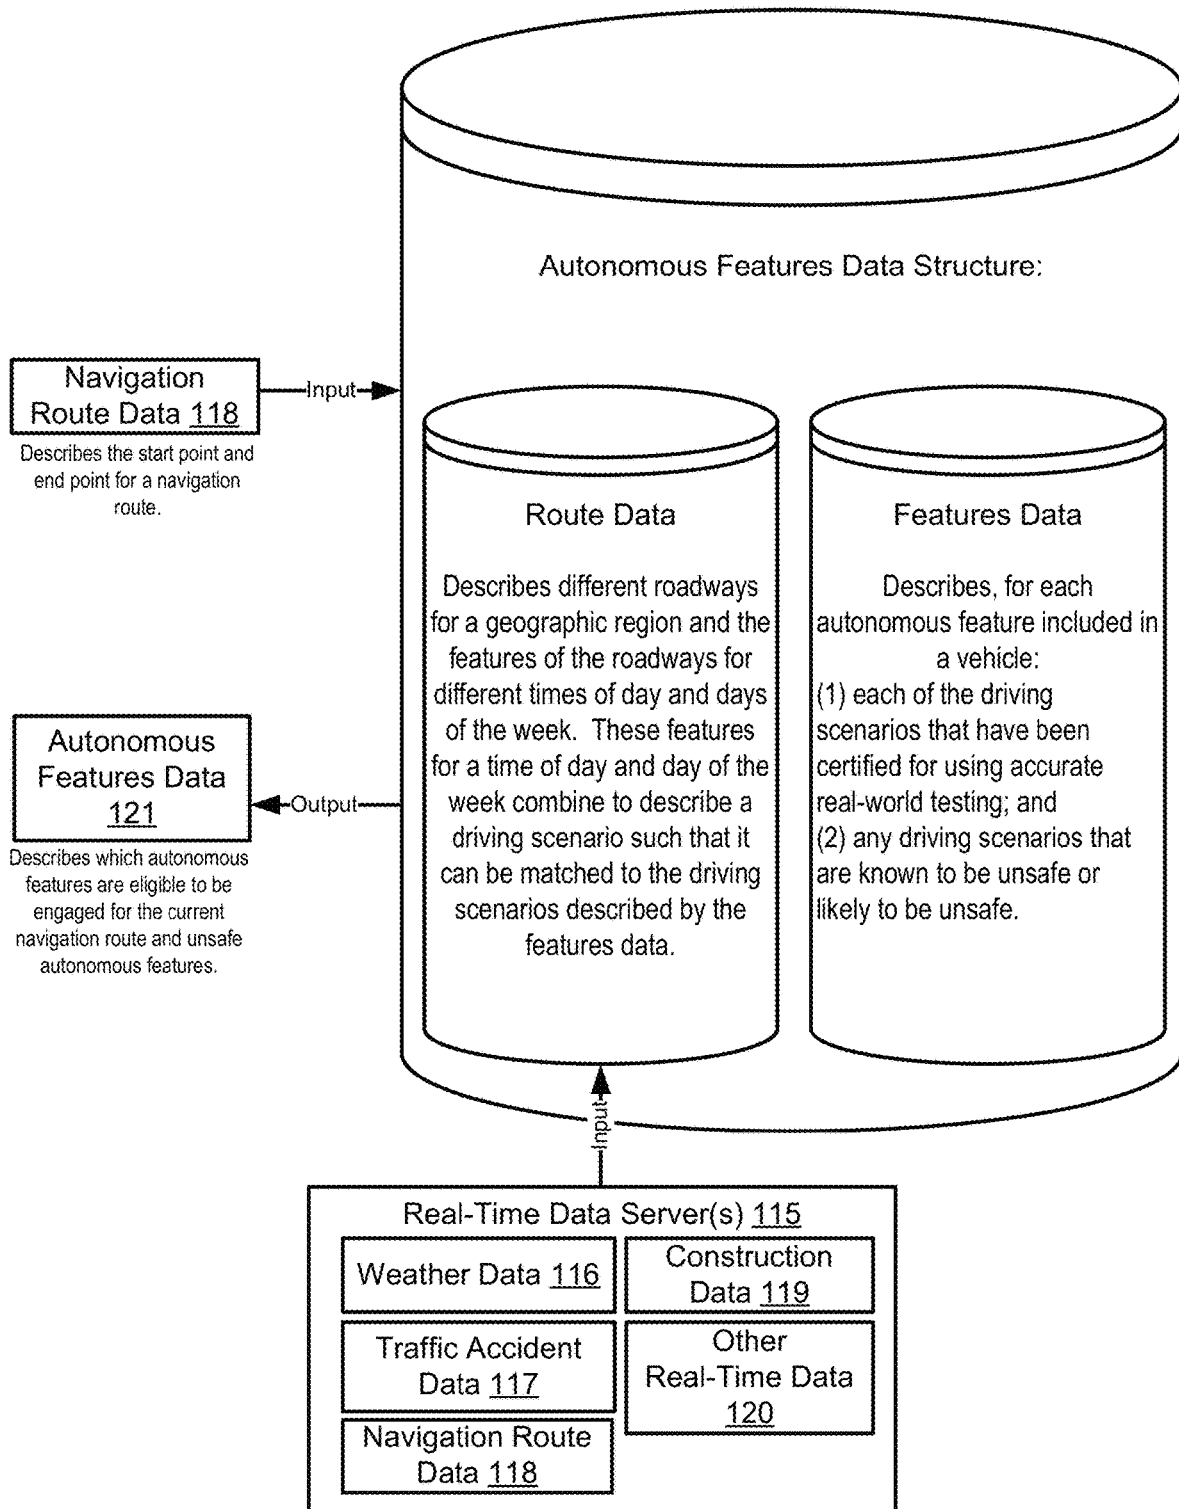 Autonomous Features Data Structure:
Navigation
Route Data 118
Input
Describes the start point and
end point for a navigation
route.
Route Data
Describes different roadways
for a geographic region and the
features of the roadways for
different times of day and days
of the week. These features
for a time of day and day of the
week combine to describe a
driving scenario such that it
can be matched to the driving
scenarios described by the
features data.
Features Data
Describes, for each
autonomous feature included in
a vehicle:
(1) each of the driving
scenarios that have been
certified for using accurate
real-world testing; and
(2) any driving scenarios that
are known to be unsafe or
likely to be unsafe.
Autonomous
Features Data
121
Output
Describes which autonomous
features are eligible to be
engaged for the current
navigation route and unsafe
autonomous features.
Input
Real-Time Data Server(s) 115
Weather Data 116
Construction
Data 119
Traffic Accident
Data 117
Other
Real-Time Data
120
Navigation Route
Data 118